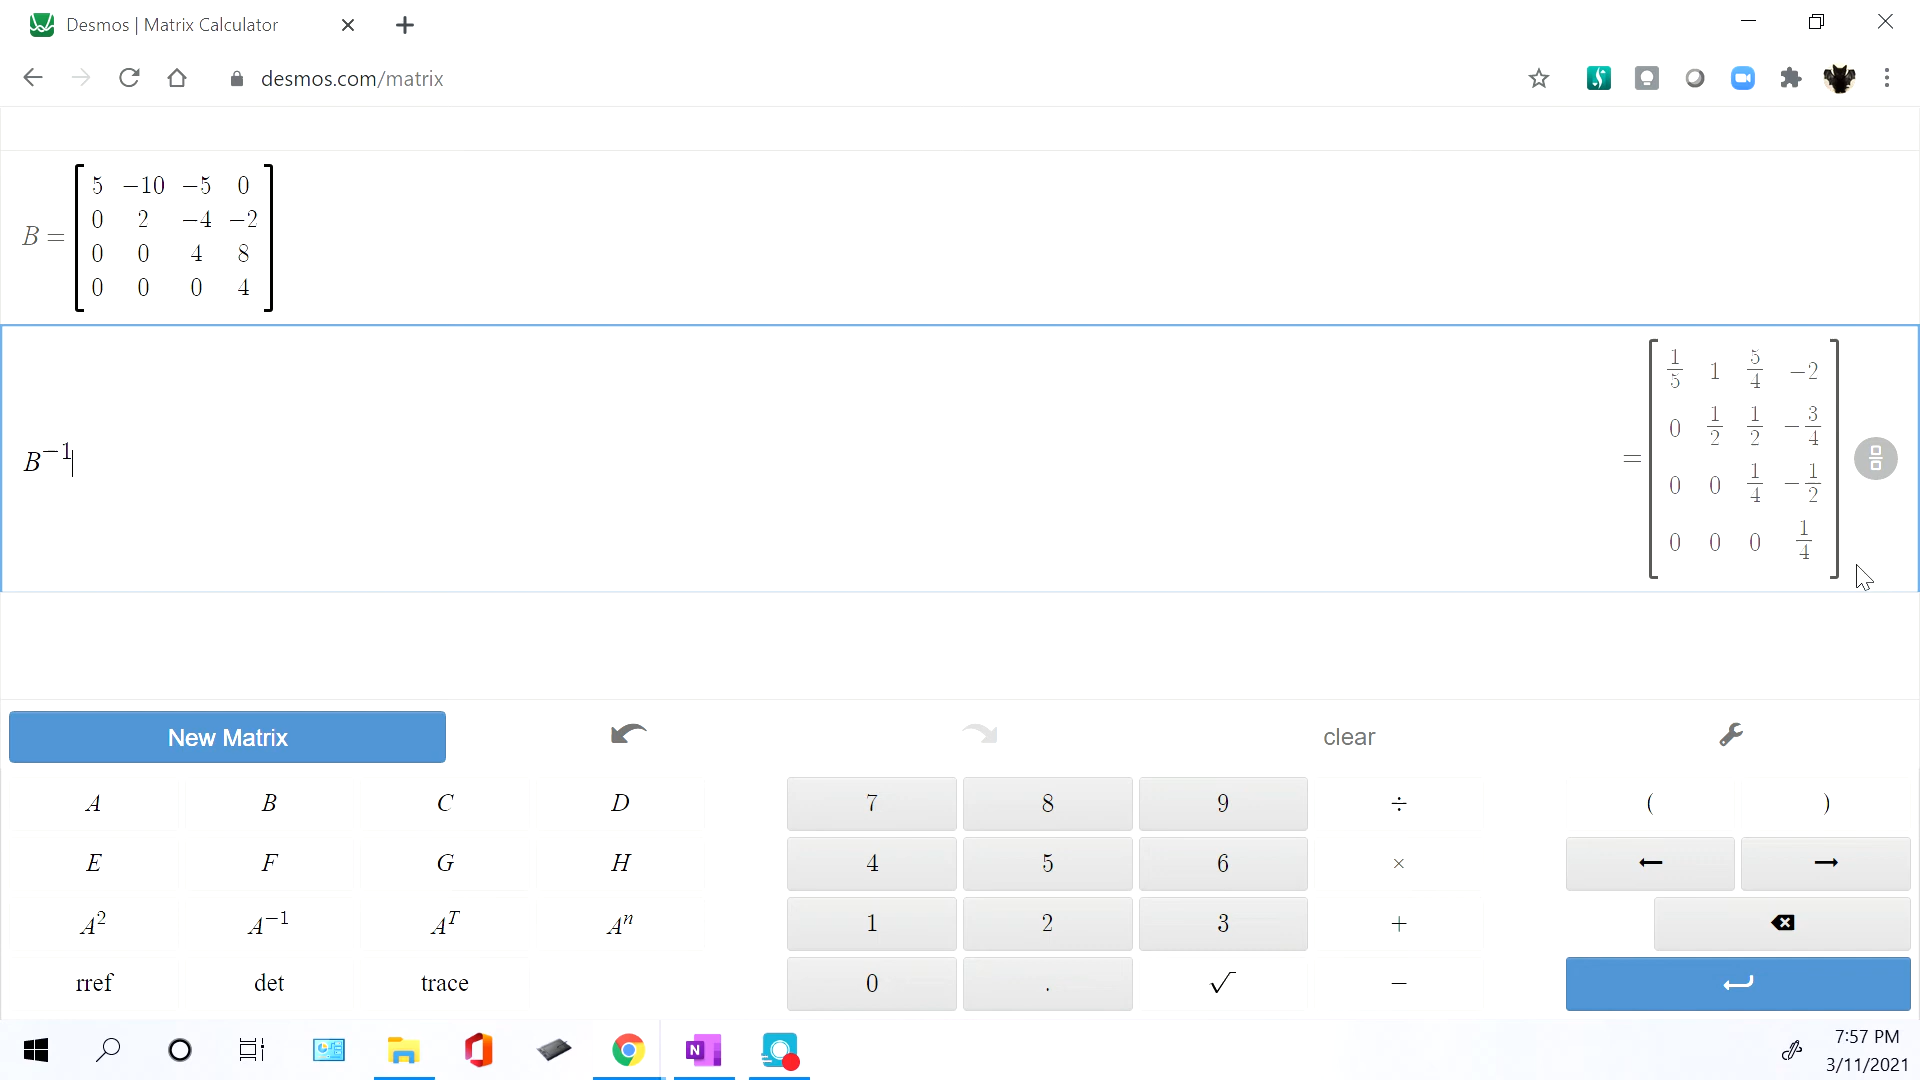 Desmos | Matrix Calculator
desmos.com/matrix
5 −10 −5 0
0 2 −4 −2
B =
0 0 4 8
0 0 0 4
1/5 1 5/4 −2
0 1/2 1/2 −3/4
B⁻¹ =
0 0 1/4 −1/2
0 0 0 1/4
New Matrix clear
A B C D 7 8 9 ÷ ( )
E F G H 4 5 6 × ← →
A² A⁻¹ Aᵀ Aⁿ 1 2 3 +
rref det trace 0 . √ −
N
7:57 PM
3/11/2021